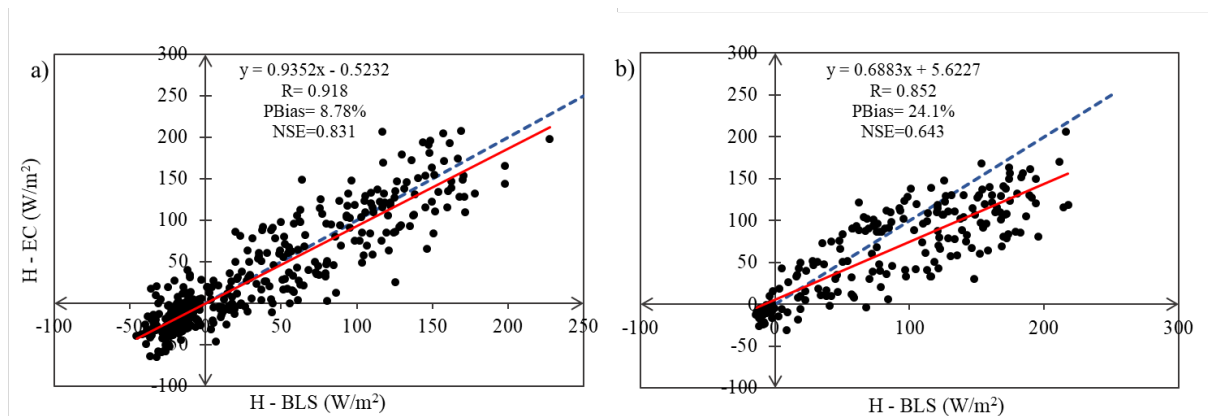 a)
y = 0.9352x - 0.5232
R= 0.918
PBias= 8.78%
NSE=0.831
300
250
200
150
100
50
0
-50
-100
-100
-50
0
50
100
150
200
250
H - EC (W/m²)
H - BLS (W/m²)
b)
y = 0.6883x + 5.6227
R= 0.852
PBias= 24.1%
NSE=0.643
300
250
200
150
100
50
0
-50
-100
-100
0
100
200
300
H - BLS (W/m²)